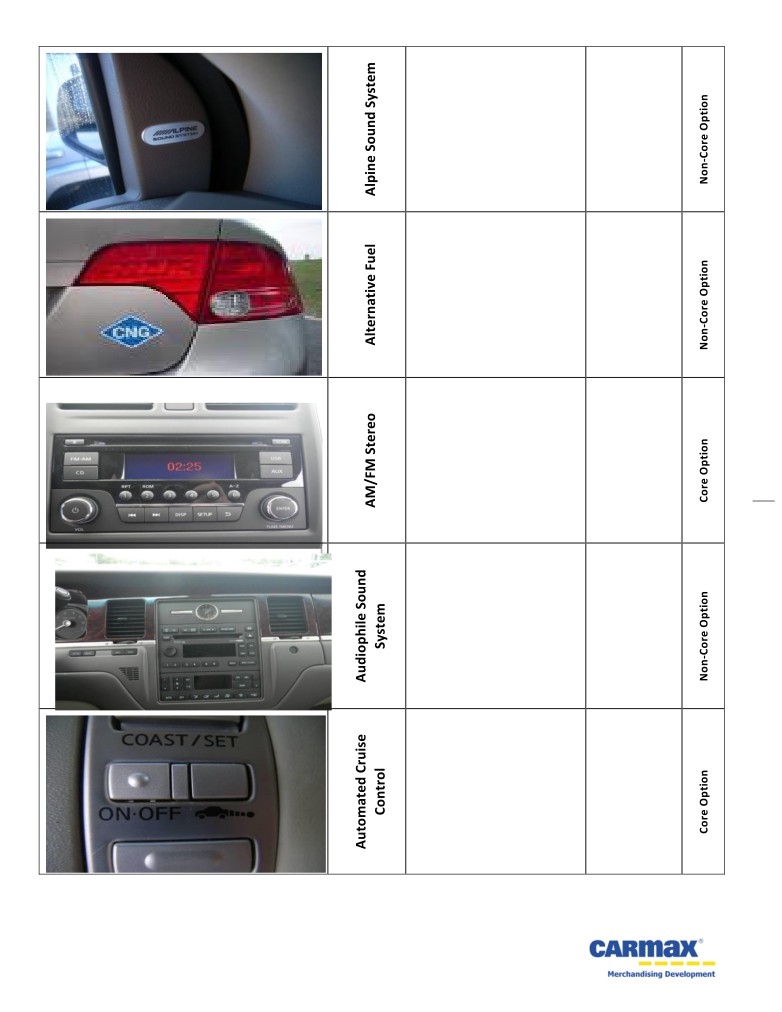 ALPINE
SOUND SYSTEM
Alpine Sound System
Non-Core Option
CNG
Alternative Fuel
Non-Core Option
FM·AM
CD
02:25
AUX
RPT
RDM
A-Z
DISP
SETUP
ENTER
VOL
AM/FM Stereo
Core Option
Audiophile Sound
System
Non-Core Option
COAST/SET
ON·OFF
Automated Cruise
Control
Core Option
CARMAX®
Merchandising Development